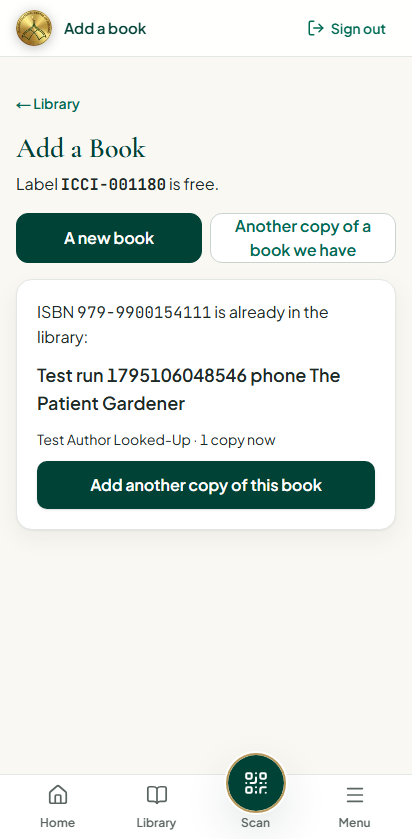 Add a book
Sign out
← Library
Add a Book
Label ICCI-001180 is free.
A new book
Another copy of a
book we have
ISBN 979-9900154111 is already in the
library:
Test run 1795106048546 phone The
Patient Gardener
Test Author Looked-Up · 1 copy now
Add another copy of this book
Home
Library
Scan
Menu